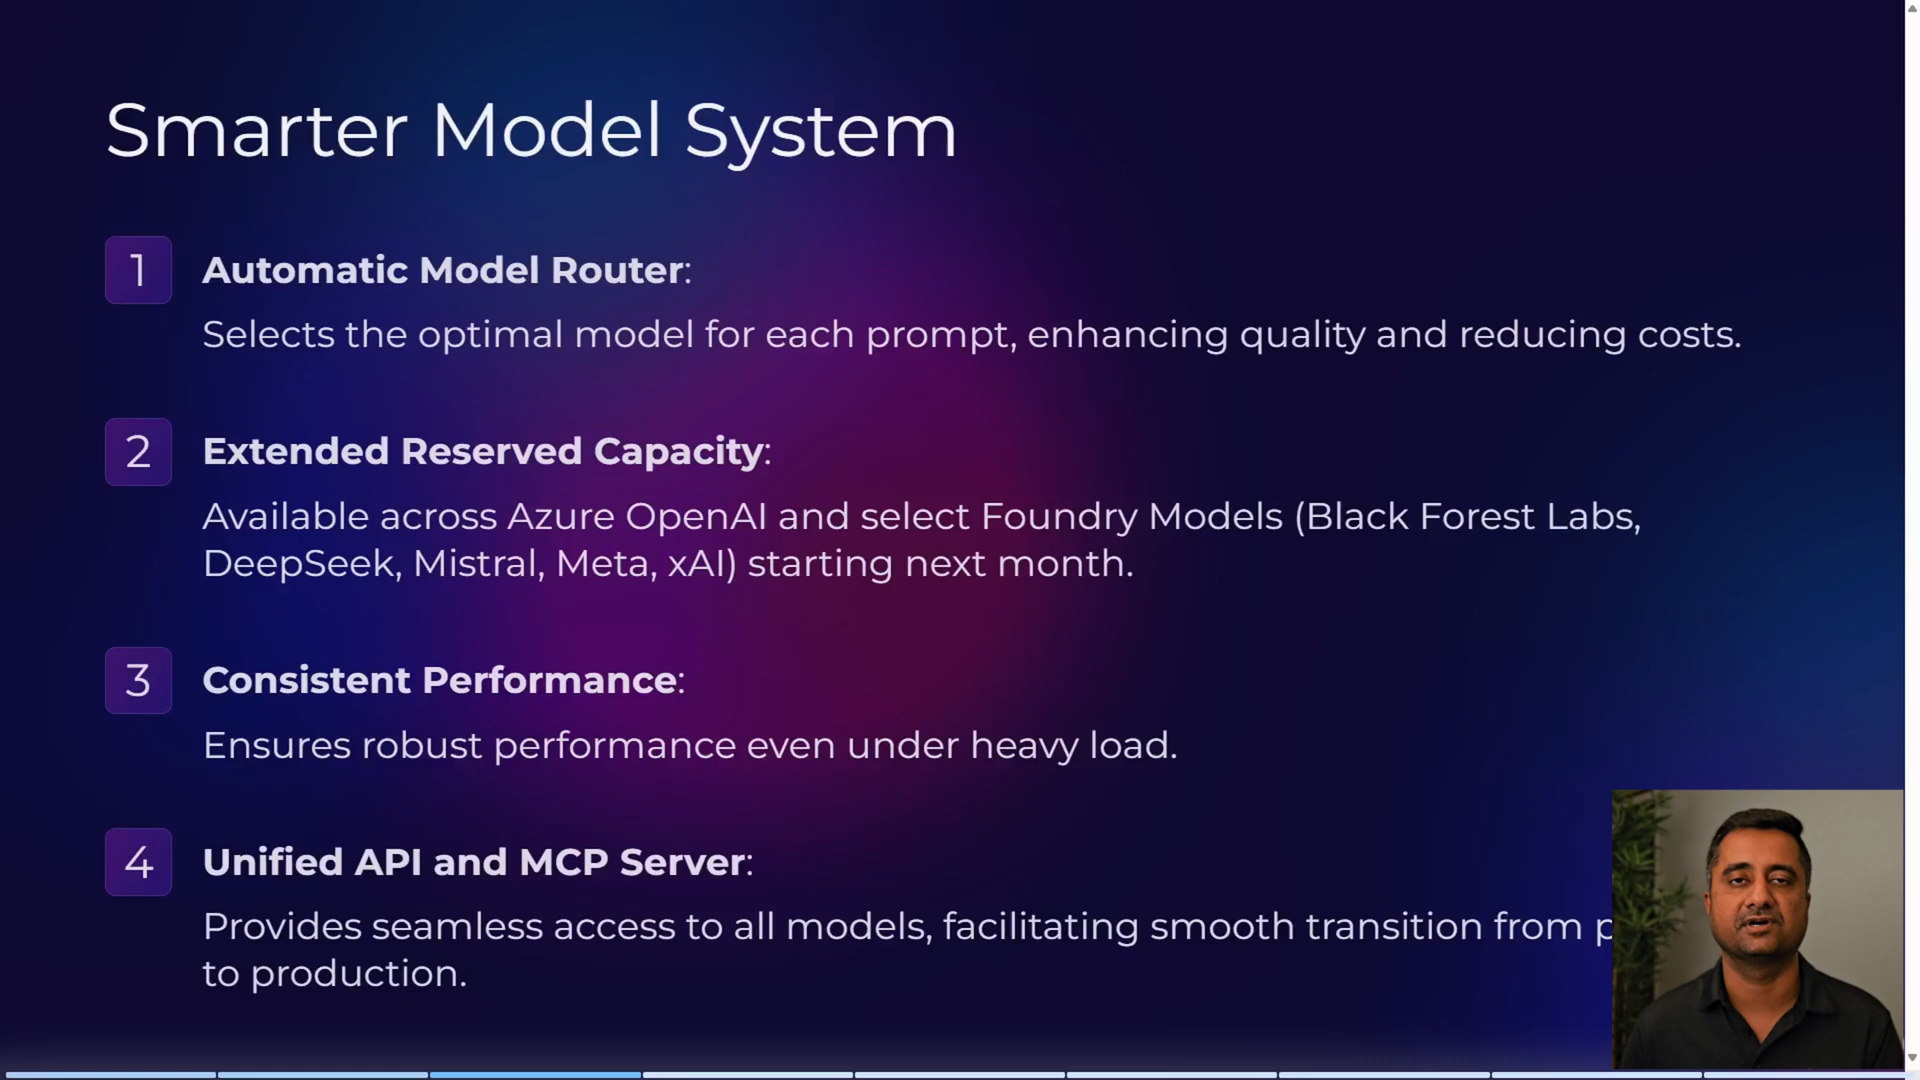 Smarter Model System
1
Automatic Model Router:
Selects the optimal model for each prompt, enhancing quality and reducing costs.
2
Extended Reserved Capacity:
Available across Azure OpenAI and select Foundry Models (Black Forest Labs,
DeepSeek, Mistral, Meta, xAI) starting next month.
3
Consistent Performance:
Ensures robust performance even under heavy load.
4
Unified API and MCP Server:
Provides seamless access to all models, facilitating smooth transition from
to production.